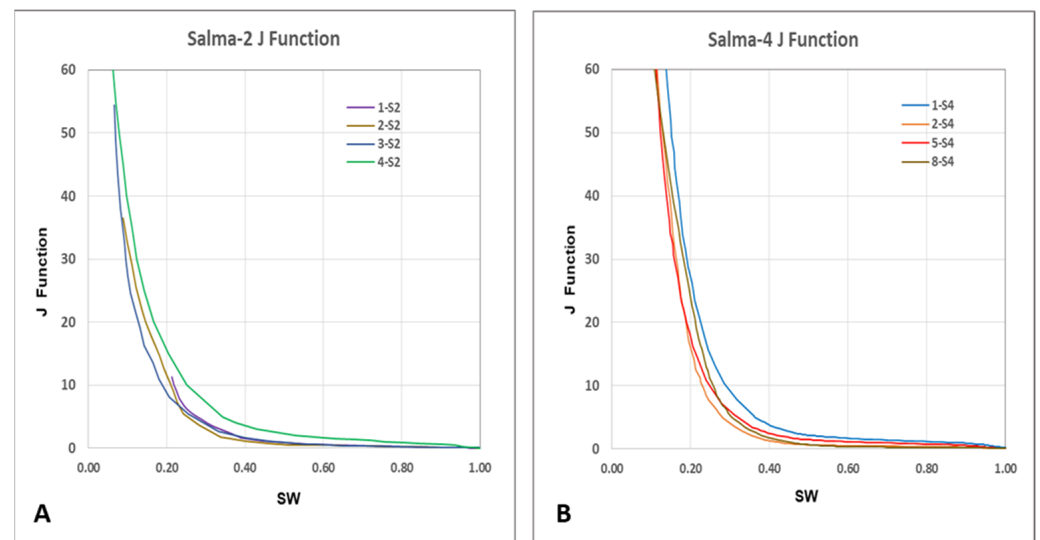 Salma-2 J Function
60
50
40
30
20
10
0
J Function
1-S2
2-S2
3-S2
4-S2
0.00 0.20 0.40 0.60 0.80 1.00
SW
A
Salma-4 J Function
60
50
40
30
20
10
0
J Function
1-S4
2-S4
5-S4
8-S4
0.00 0.20 0.40 0.60 0.80 1.00
SW
B